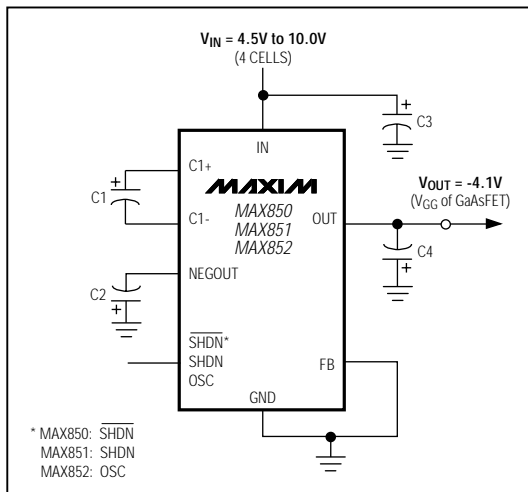 VIN = 4.5V to 10.0V
(4 CELLS)
+
C3
IN
C1+
+
C1
MAXIM
VOUT = -4.1V
(VGG of GaAsFET)
MAX850
MAX851
MAX852
OUT
C1-
C4
+
NEGOUT
C2
+
SHDN*
SHDN
OSC
FB
GND
* MAX850: SHDN
MAX851: SHDN
MAX852: OSC